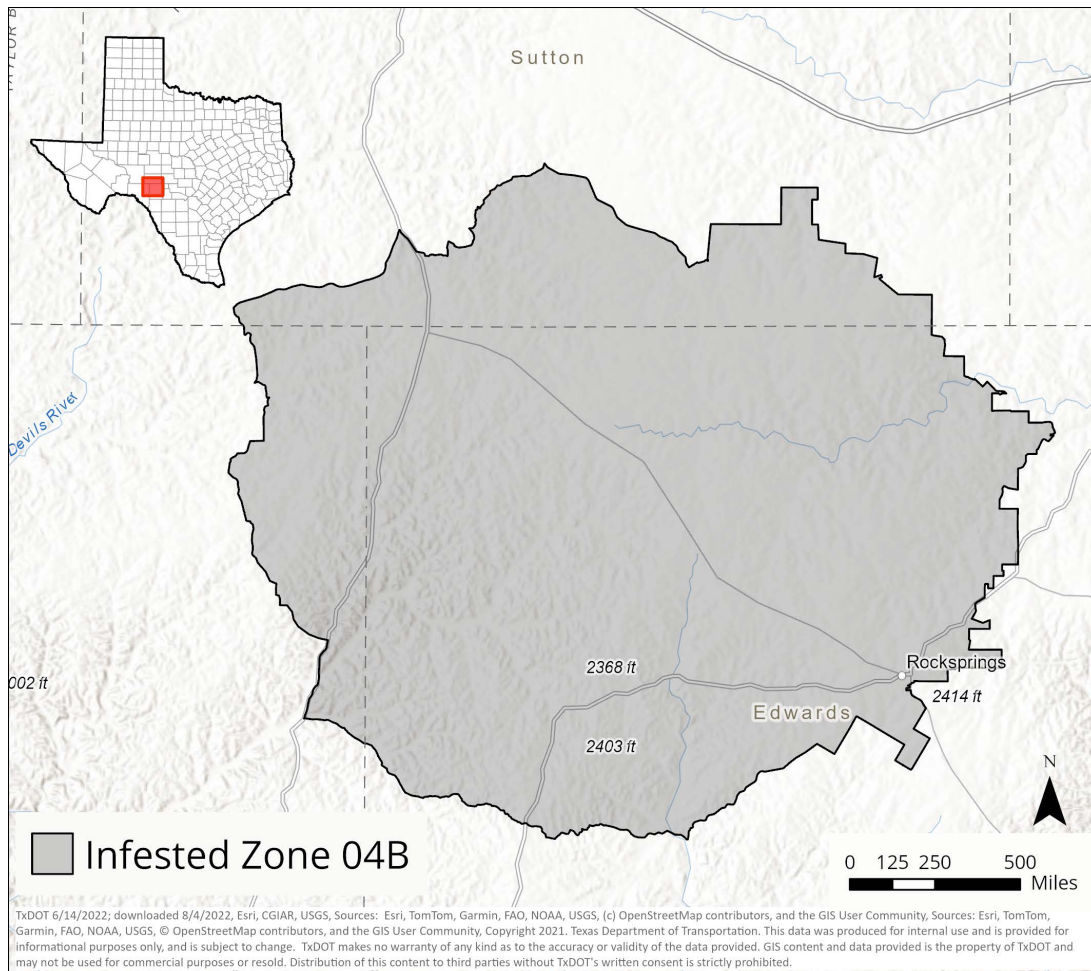 TAYLOR B
Sutton
Devils River
2368 ft
Rocksprings
002 ft
2414 ft
Edwards
2403 ft
N
Infested Zone 04B
0 125 250 500
Miles
TxDOT 6/14/2022; downloaded 8/4/2022, Esri, CGIAR, USGS, Sources: Esri, TomTom, Garmin, FAO, NOAA, USGS, (c) OpenStreetMap contributors, and the GIS User Community, Sources: Esri, TomTom,
Garmin, FAO, NOAA, USGS, © OpenStreetMap contributors, and the GIS User Community, Copyright 2021. Texas Department of Transportation. This data was produced for internal use and is provided for
informational purposes only, and is subject to change. TxDOT makes no warranty of any kind as to the accuracy or validity of the data provided. GIS content and data provided is the property of TxDOT and
may not be used for commercial purposes or resold. Distribution of this content to third parties without TxDOT's written consent is strictly prohibited.